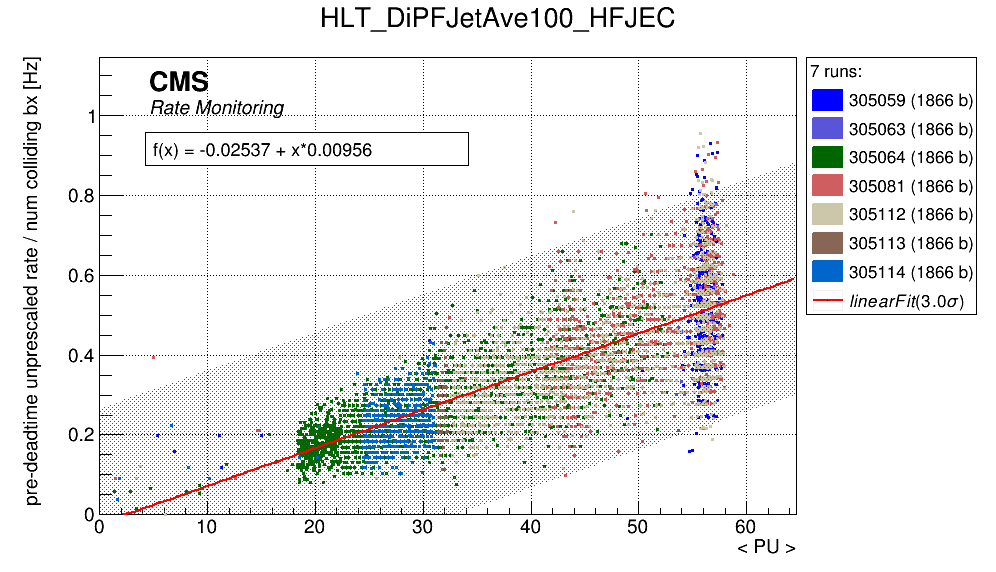 HLT_DiPFJetAve100_HFJEC
pre-deadtime unprescaled rate / num colliding bx [Hz]
CMS
Rate Monitoring
f(x) = -0.02537 + x*0.00956
1
0.8
0.6
0.4
0.2
0
0 10 20 30 40 50 60
< PU >
7 runs:
305059 (1866 b)
305063 (1866 b)
305064 (1866 b)
305081 (1866 b)
305112 (1866 b)
305113 (1866 b)
305114 (1866 b)
linearFit(3.0σ)